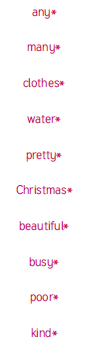 any*
many*
clothes*
water*
pretty*
Christmas*
beautiful*
busy*
poor*
kind*